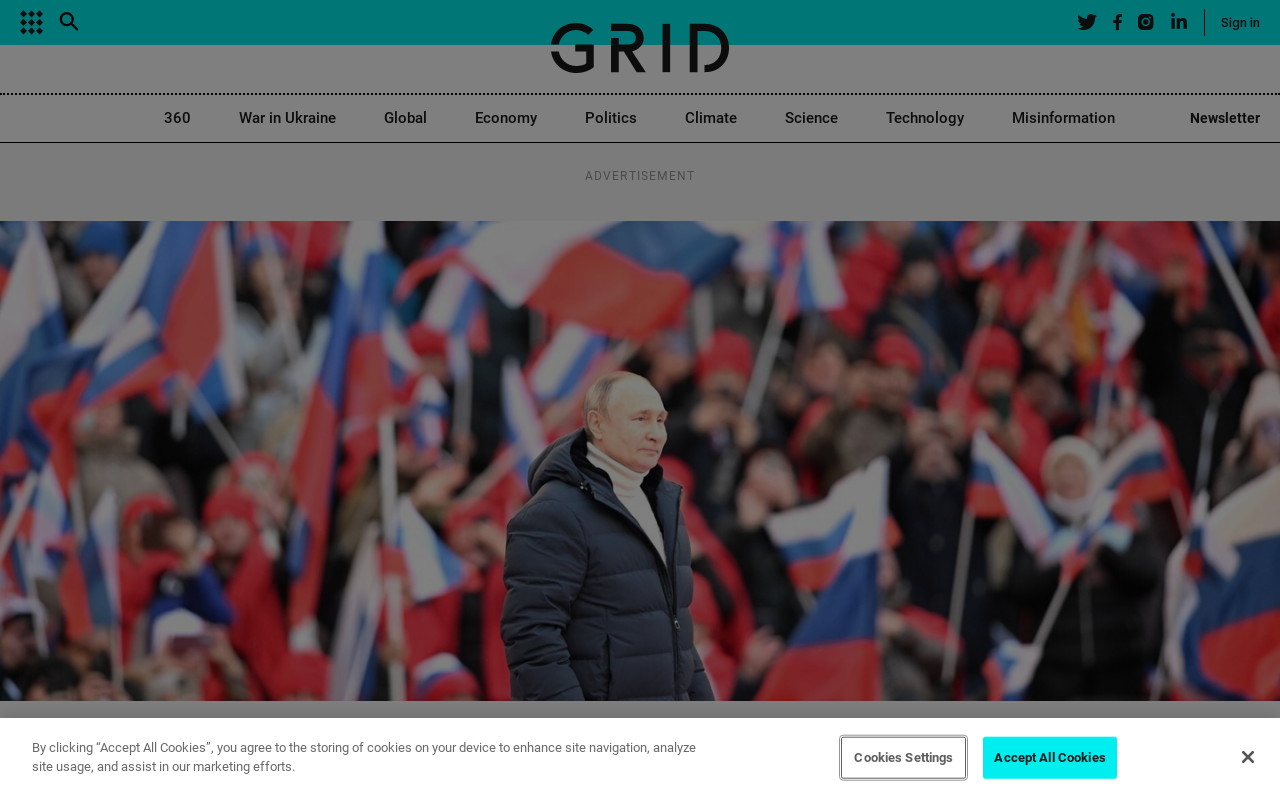 GRID
Sign in
360 War in Ukraine Global Economy Politics Climate Science Technology Misinformation Newsletter
ADVERTISEMENT
By clicking “Accept All Cookies”, you agree to the storing of cookies on your device to enhance site navigation, analyze
site usage, and assist in our marketing efforts.
Cookies Settings
Accept All Cookies